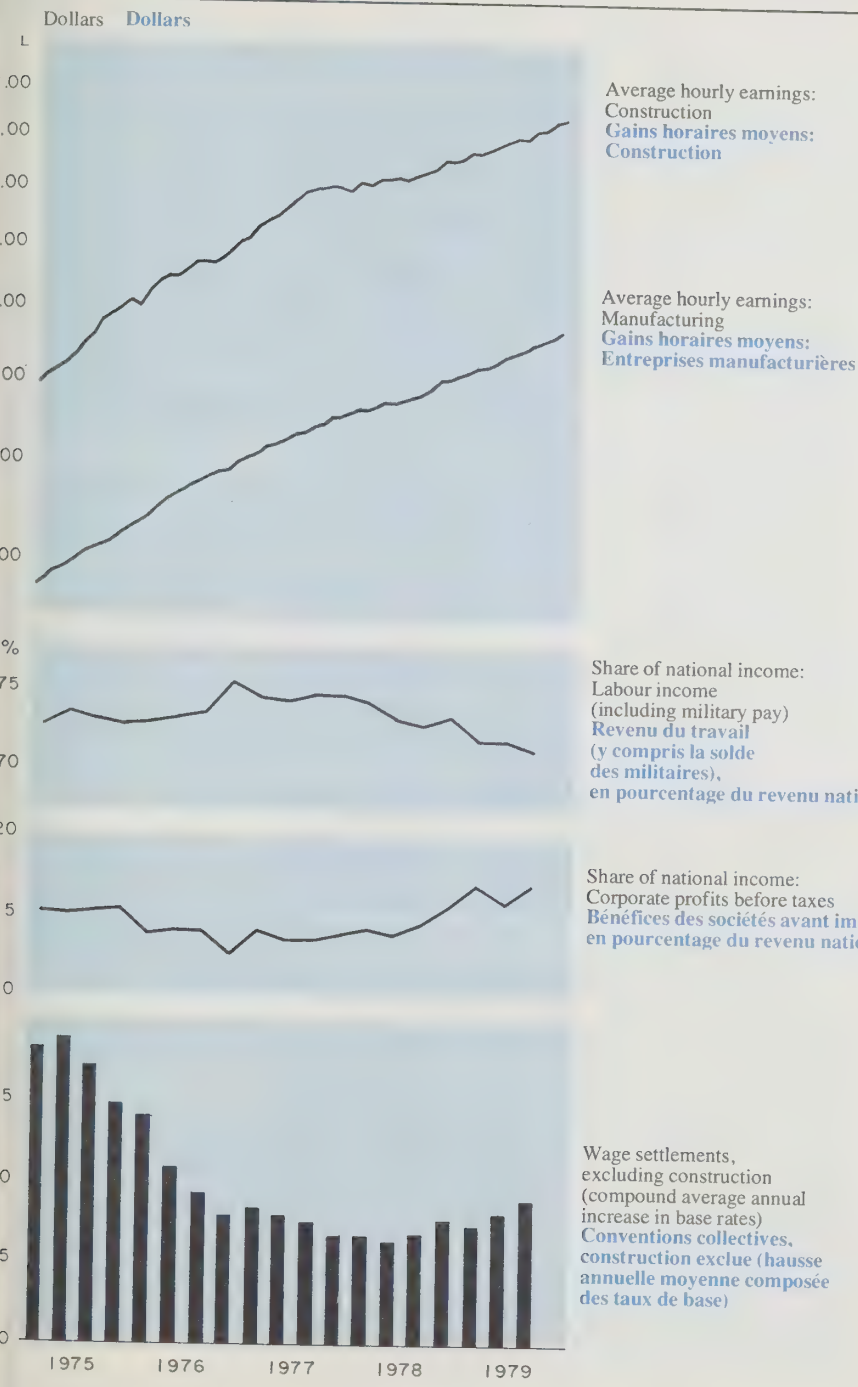 Dollars Dollars
L
.00
.00
.00
.00
.00
00
00
00
Average hourly earnings:
Construction
Gains horaires moyens:
Construction
Average hourly earnings:
Manufacturing
Gains horaires moyens:
Entreprises manufacturières
%
75
70
Share of national income:
Labour income
(including military pay)
Revenu du travail
(y compris la solde
des militaires),
en pourcentage du revenu nati
20
5
0
Share of national income:
Corporate profits before taxes
Bénéfices des sociétés avant im
en pourcentage du revenu natio
5
0
5
0
Wage settlements,
excluding construction
(compound average annual
increase in base rates)
Conventions collectives,
construction exclue (hausse
annuelle moyenne composée
des taux de base)
1975 1976 1977 1978 1979